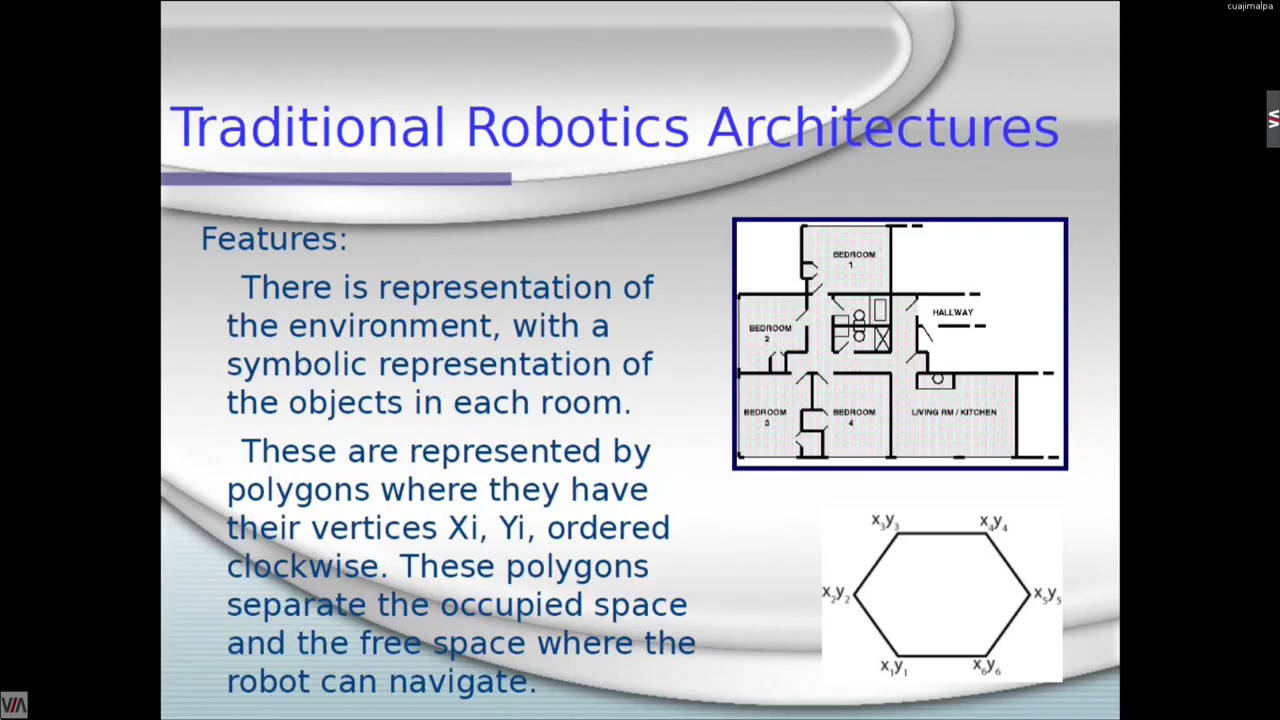 cuajimalpa
Traditional Robotics Architectures
Features:
There is representation of
the environment, with a
symbolic representation of
the objects in each room.
These are represented by
polygons where they have
their vertices Xi, Yi, ordered
clockwise. These polygons
separate the occupied space
and the free space where the
robot can navigate.
BEDROOM
1
HALLWAY
BEDROOM
2
BEDROOM
3
BEDROOM
4
LIVING RM / KITCHEN
x₃y₃
x₄y₄
x₂y₂
x₅y₅
x₁y₁
x₆y₆
VIA